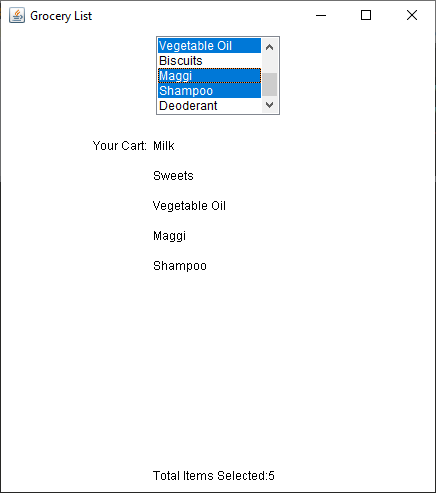 Grocery List
Vegetable Oil
Biscuits
Maggi
Shampoo
Deoderant
Your Cart: Milk
Sweets
Vegetable Oil
Maggi
Shampoo
Total Items Selected:5